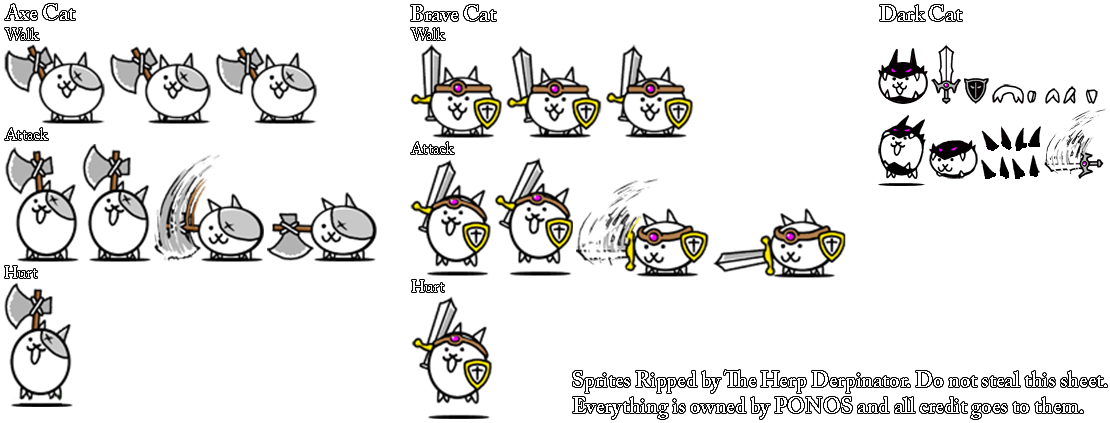 Axe Cat
Walk
Attack
Hurt
Brave Cat
Walk
Attack
Hurt
Dark Cat
Sprites Ripped by The Herp Derpinator. Do not steal this sheet.
Everything is owned by PONOS and all credit goes to them.